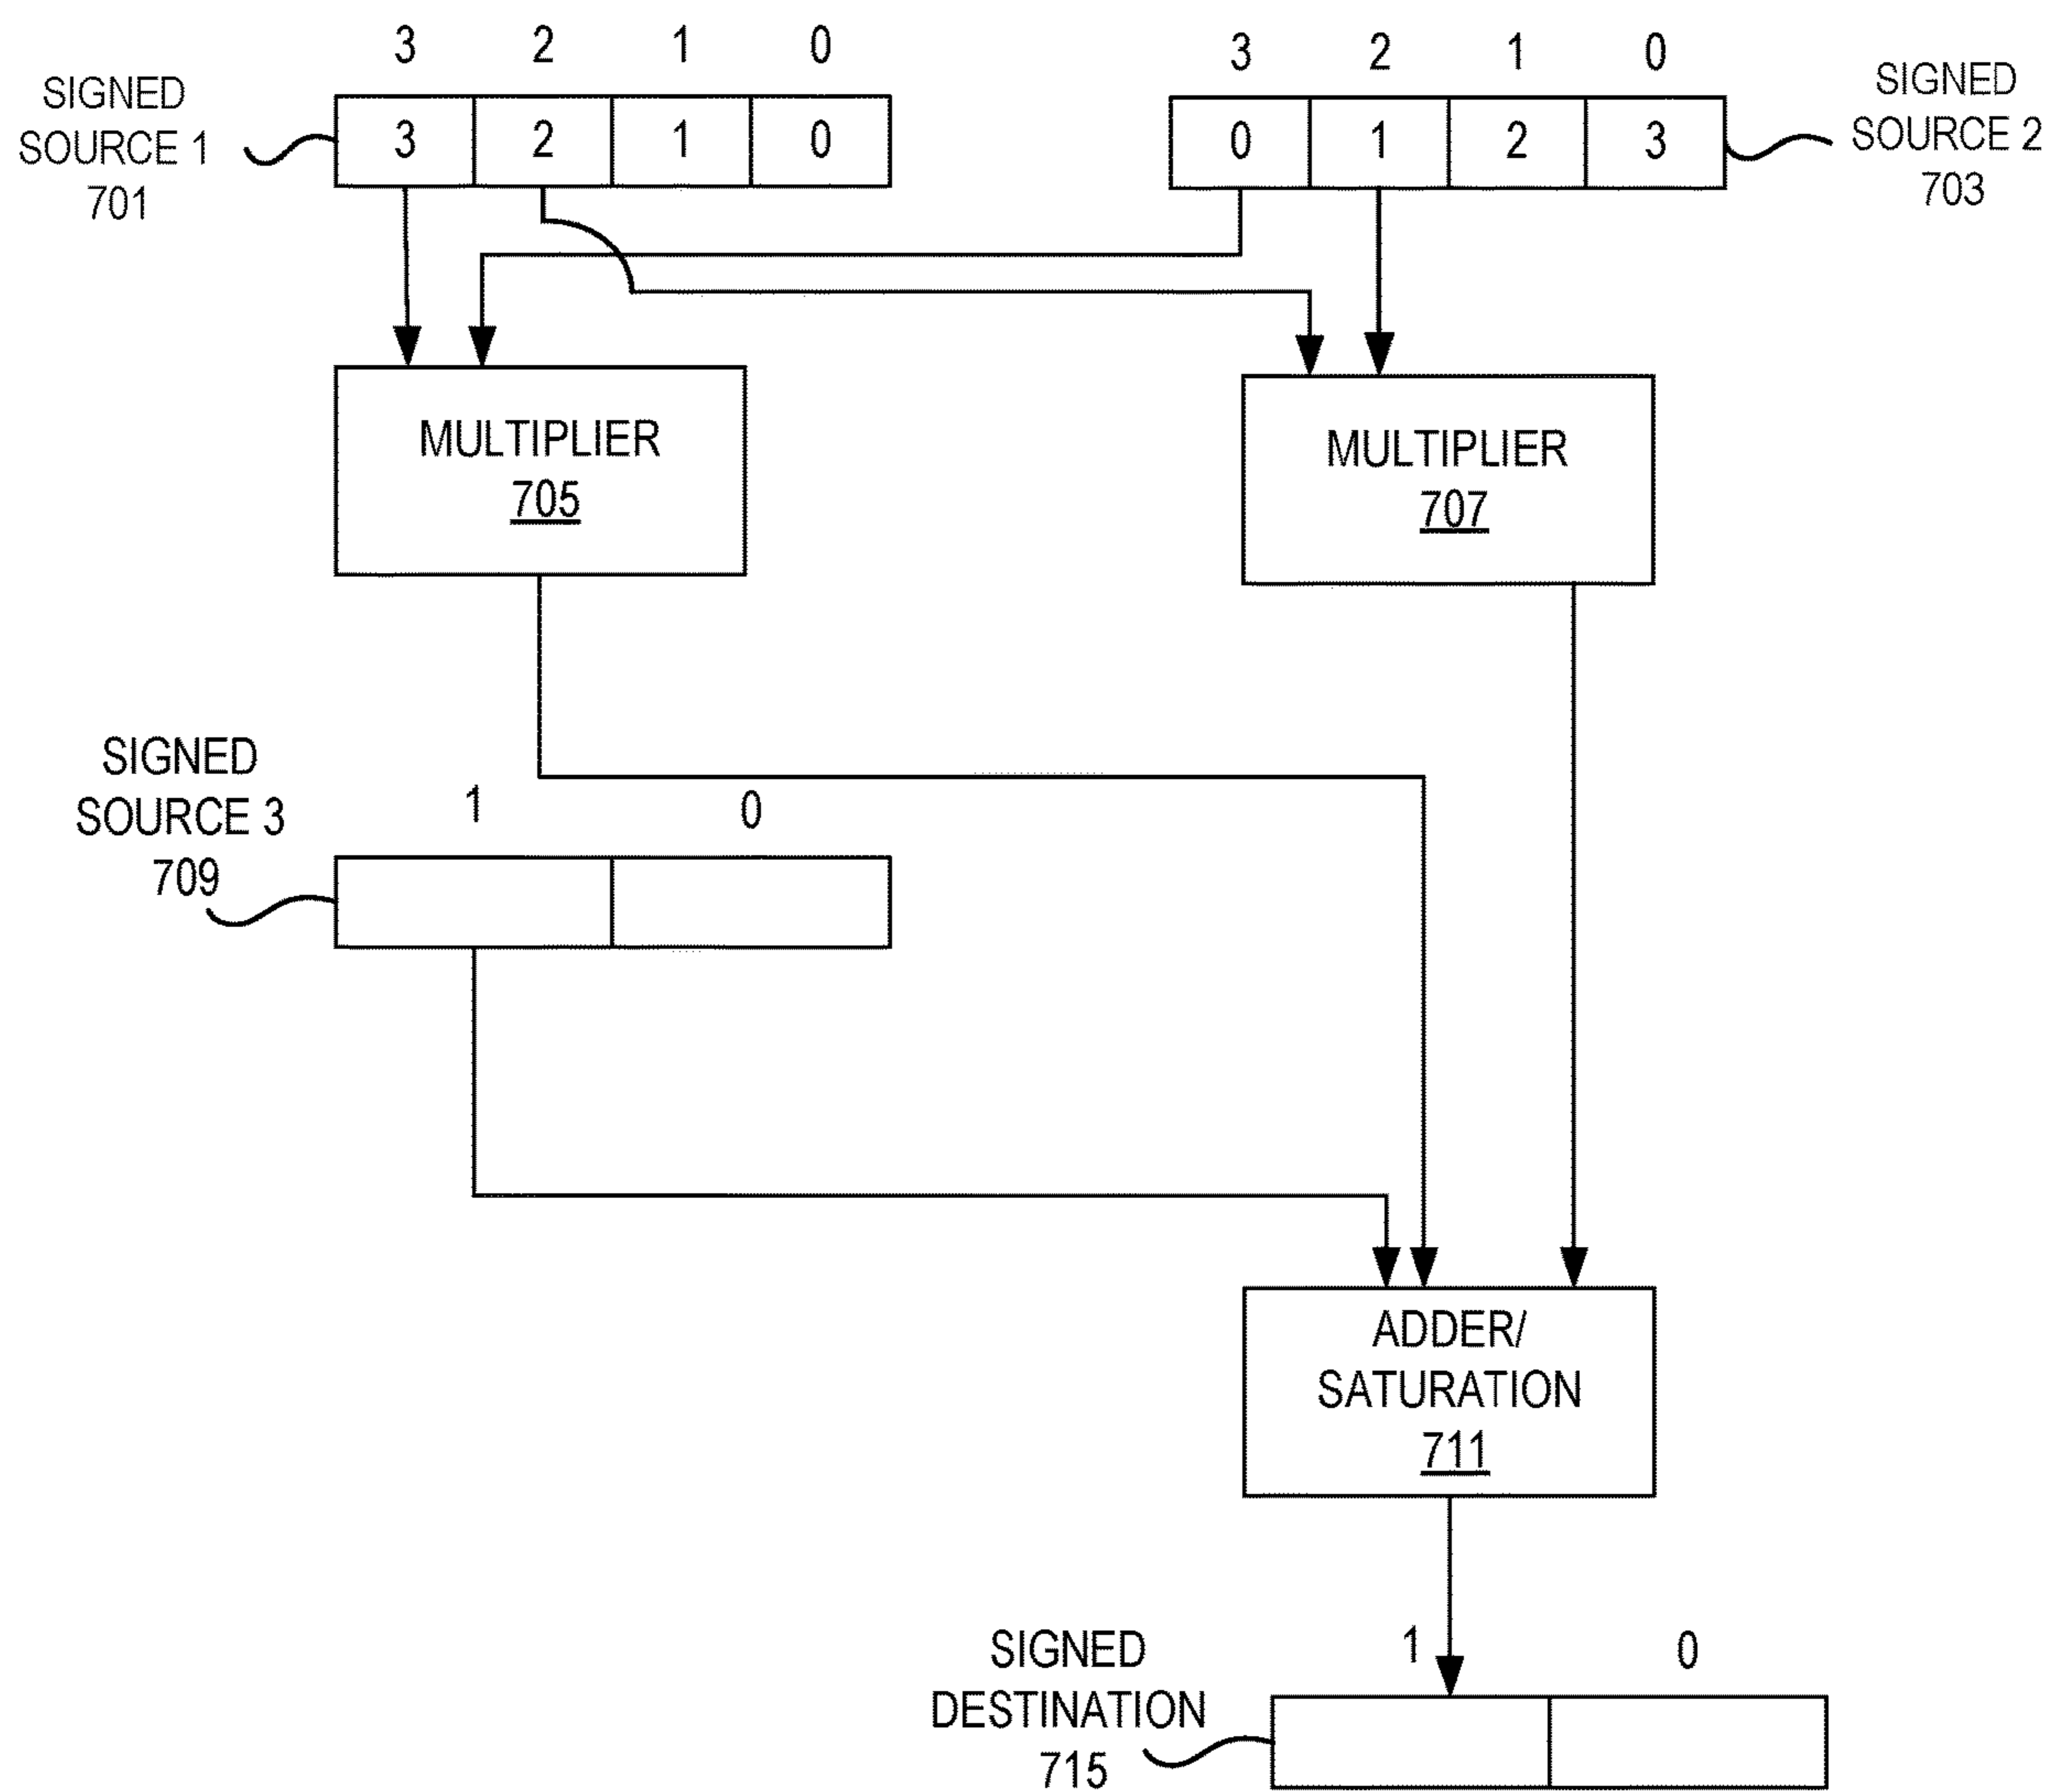 3 2 1 0
3 2 1 0
SIGNED
SOURCE 1
701
3 2 1 0
0 1 2 3
SIGNED
SOURCE 2
703
MULTIPLIER
705
MULTIPLIER
707
SIGNED
SOURCE 3
709
1 0
ADDER/
SATURATION
711
SIGNED
DESTINATION
715
1 0